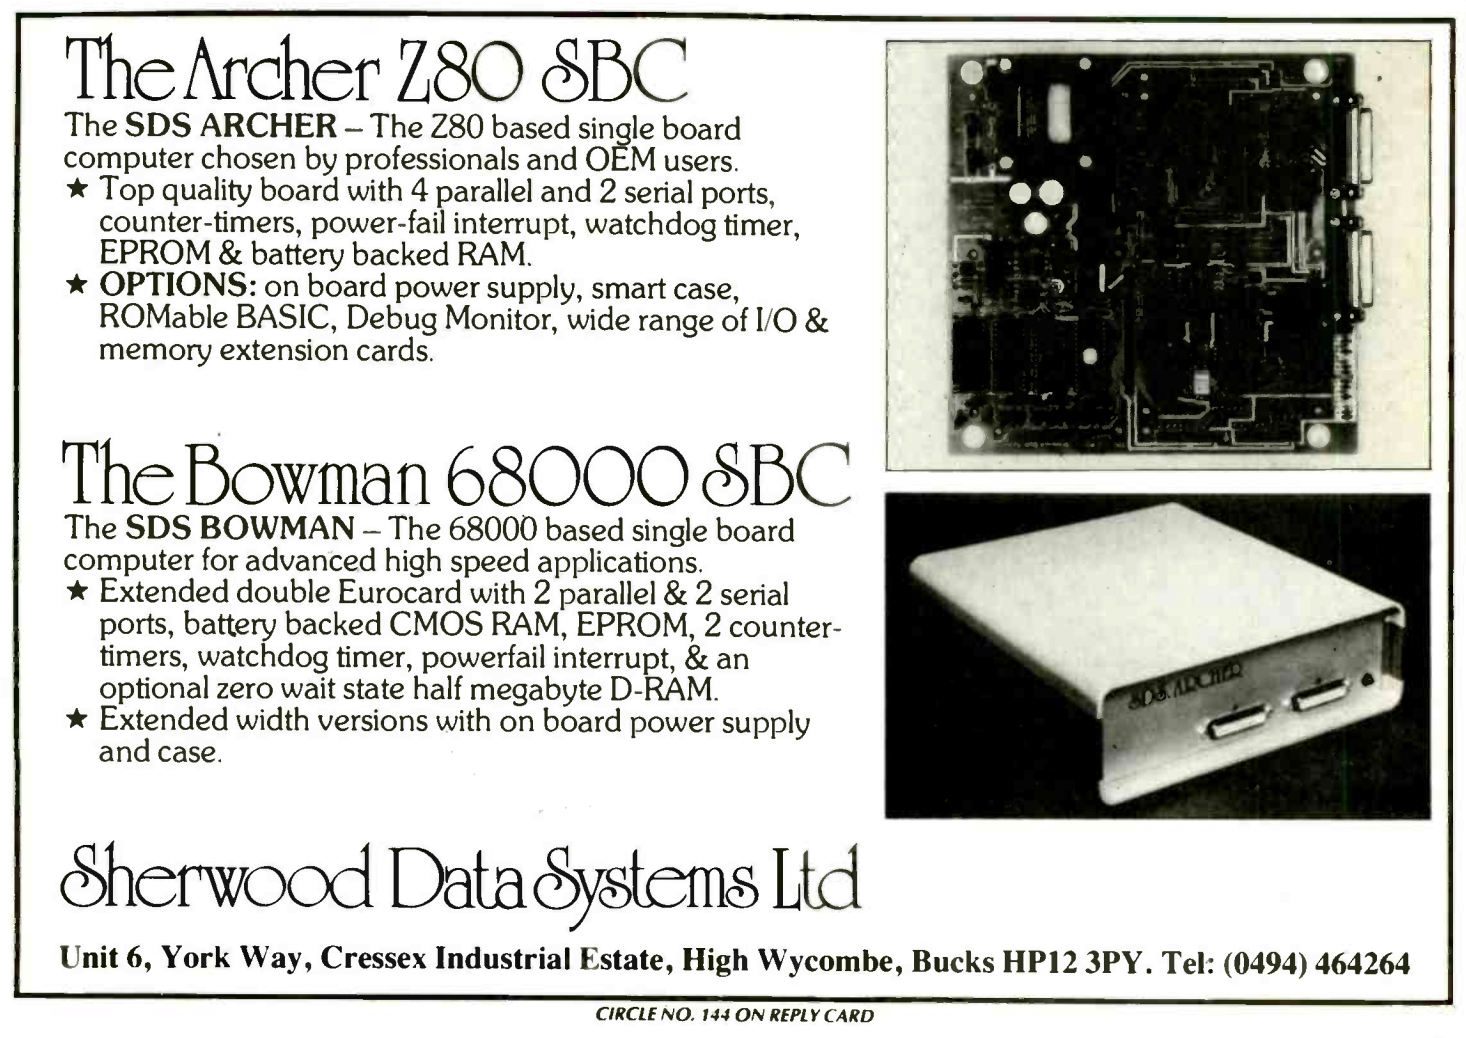 The Archer Z80 SBC
The SDS ARCHER – The Z80 based single board
computer chosen by professionals and OEM users.
★ Top quality board with 4 parallel and 2 serial ports,
counter-timers, power-fail interrupt, watchdog timer,
EPROM & battery backed RAM.
★ OPTIONS: on board power supply, smart case,
ROMable BASIC, Debug Monitor, wide range of I/O &
memory extension cards.
The Bowman 68000 SBC
The SDS BOWMAN – The 68000 based single board
computer for advanced high speed applications.
★ Extended double Eurocard with 2 parallel & 2 serial
ports, battery backed CMOS RAM, EPROM, 2 counter-
timers, watchdog timer, powerfail interrupt, & an
optional zero wait state half megabyte D-RAM.
★ Extended width versions with on board power supply
and case.
SDS ARCHER
Sherwood Data Systems Ltd
Unit 6, York Way, Cressex Industrial Estate, High Wycombe, Bucks HP12 3PY. Tel: (0494) 464264
CIRCLE NO. 144 ON REPLY CARD